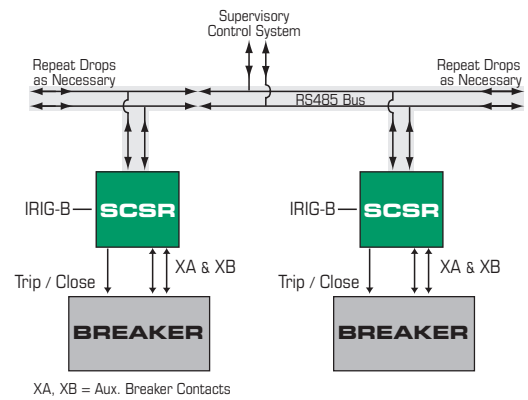 Supervisory
Control System
Repeat Drops
as Necessary
Repeat Drops
as Necessary
RS485 Bus
IRIG-B
SCSR
IRIG-B
SCSR
Trip / Close
XA & XB
Trip / Close
XA & XB
BREAKER
BREAKER
XA, XB = Aux. Breaker Contacts